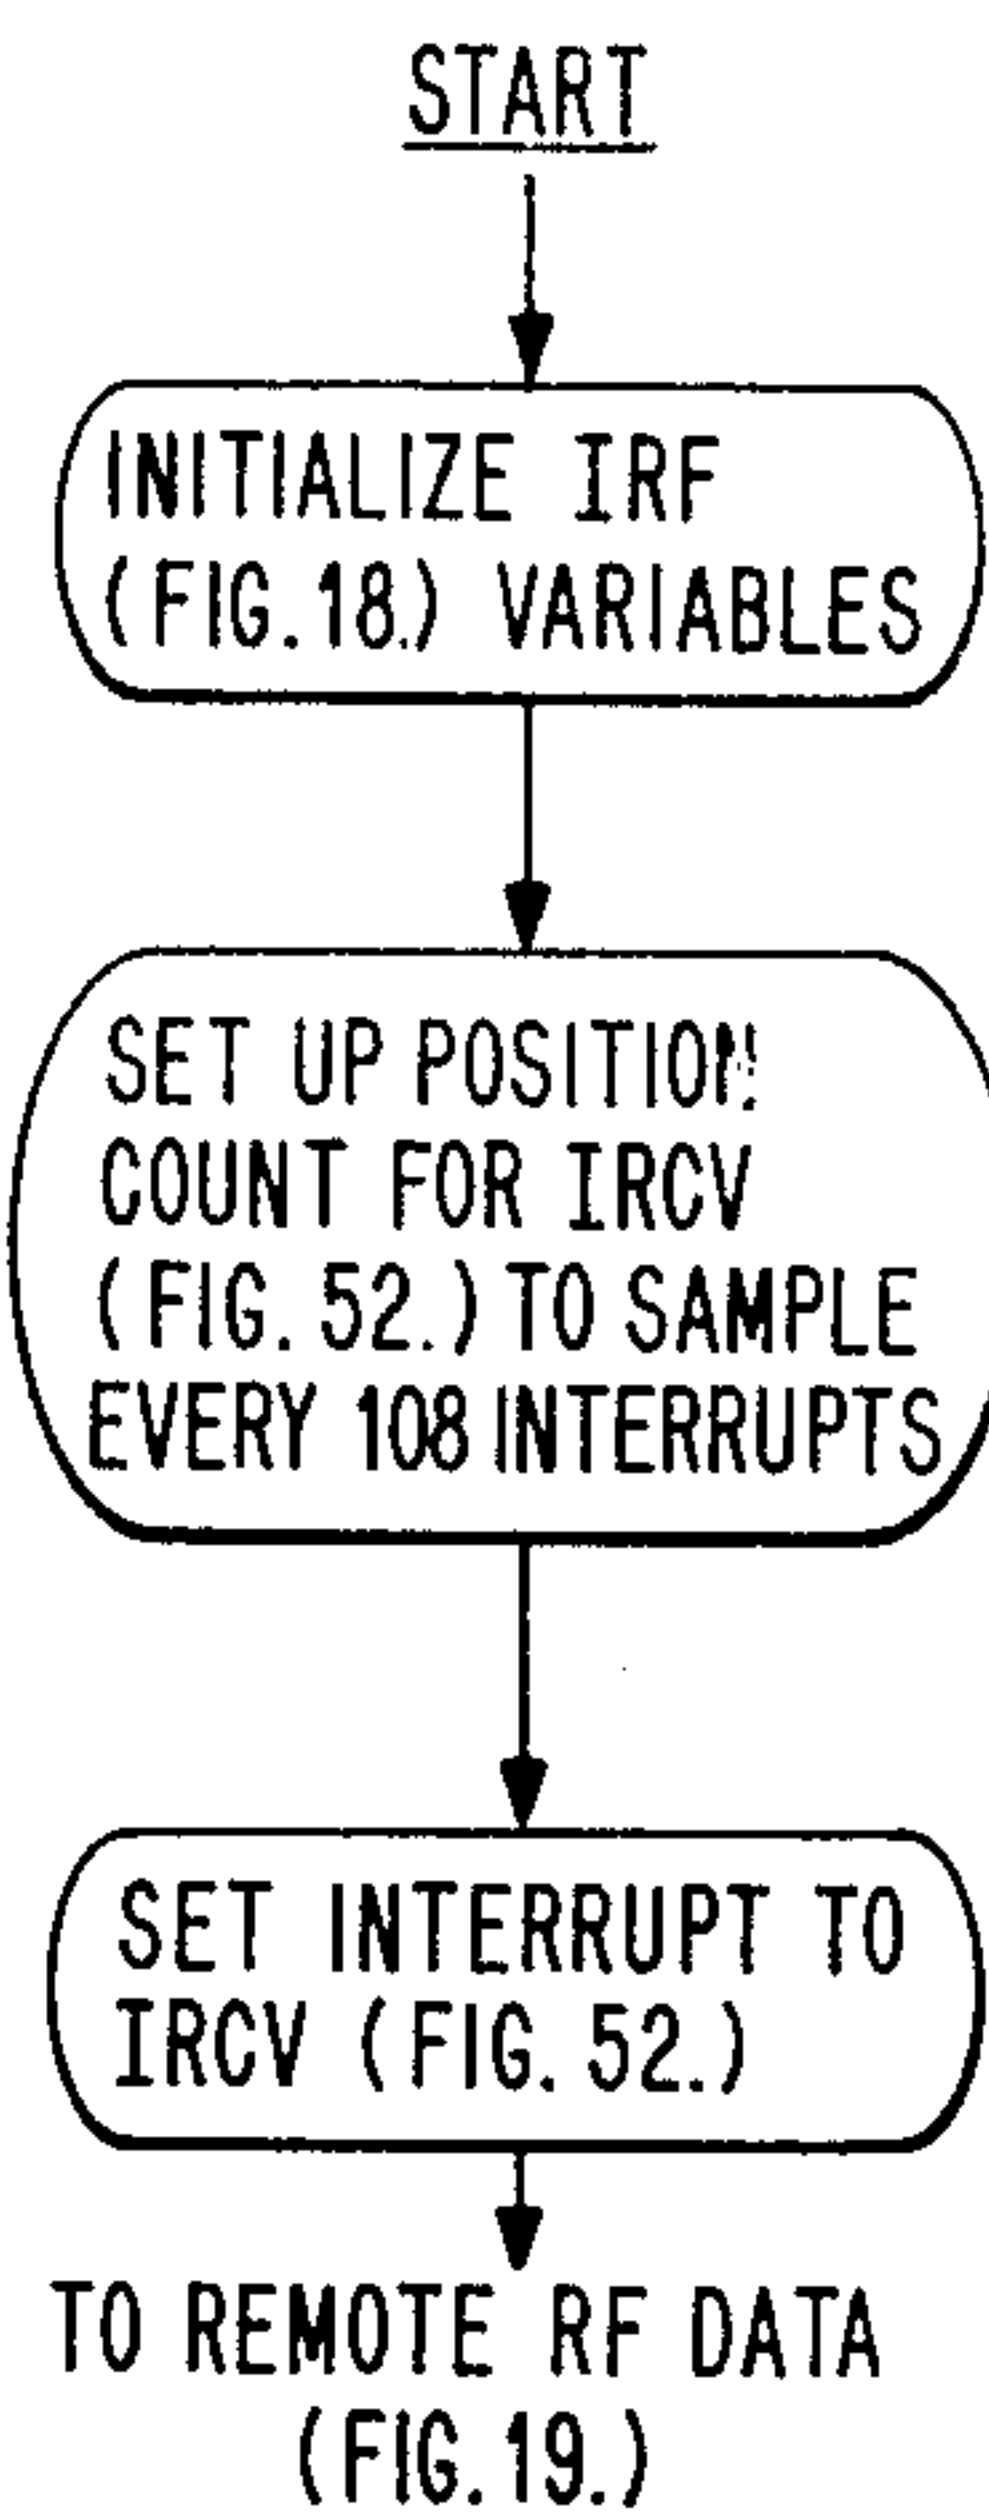 START
INITIALIZE IRF
(FIG.18.) VARIABLES
SET UP POSITION
COUNT FOR IRCV
(FIG.52.) TO SAMPLE
EVERY 108 INTERRUPTS
SET INTERRUPT TO
IRCV (FIG.52.)
TO REMOTE RF DATA
(FIG.19.)